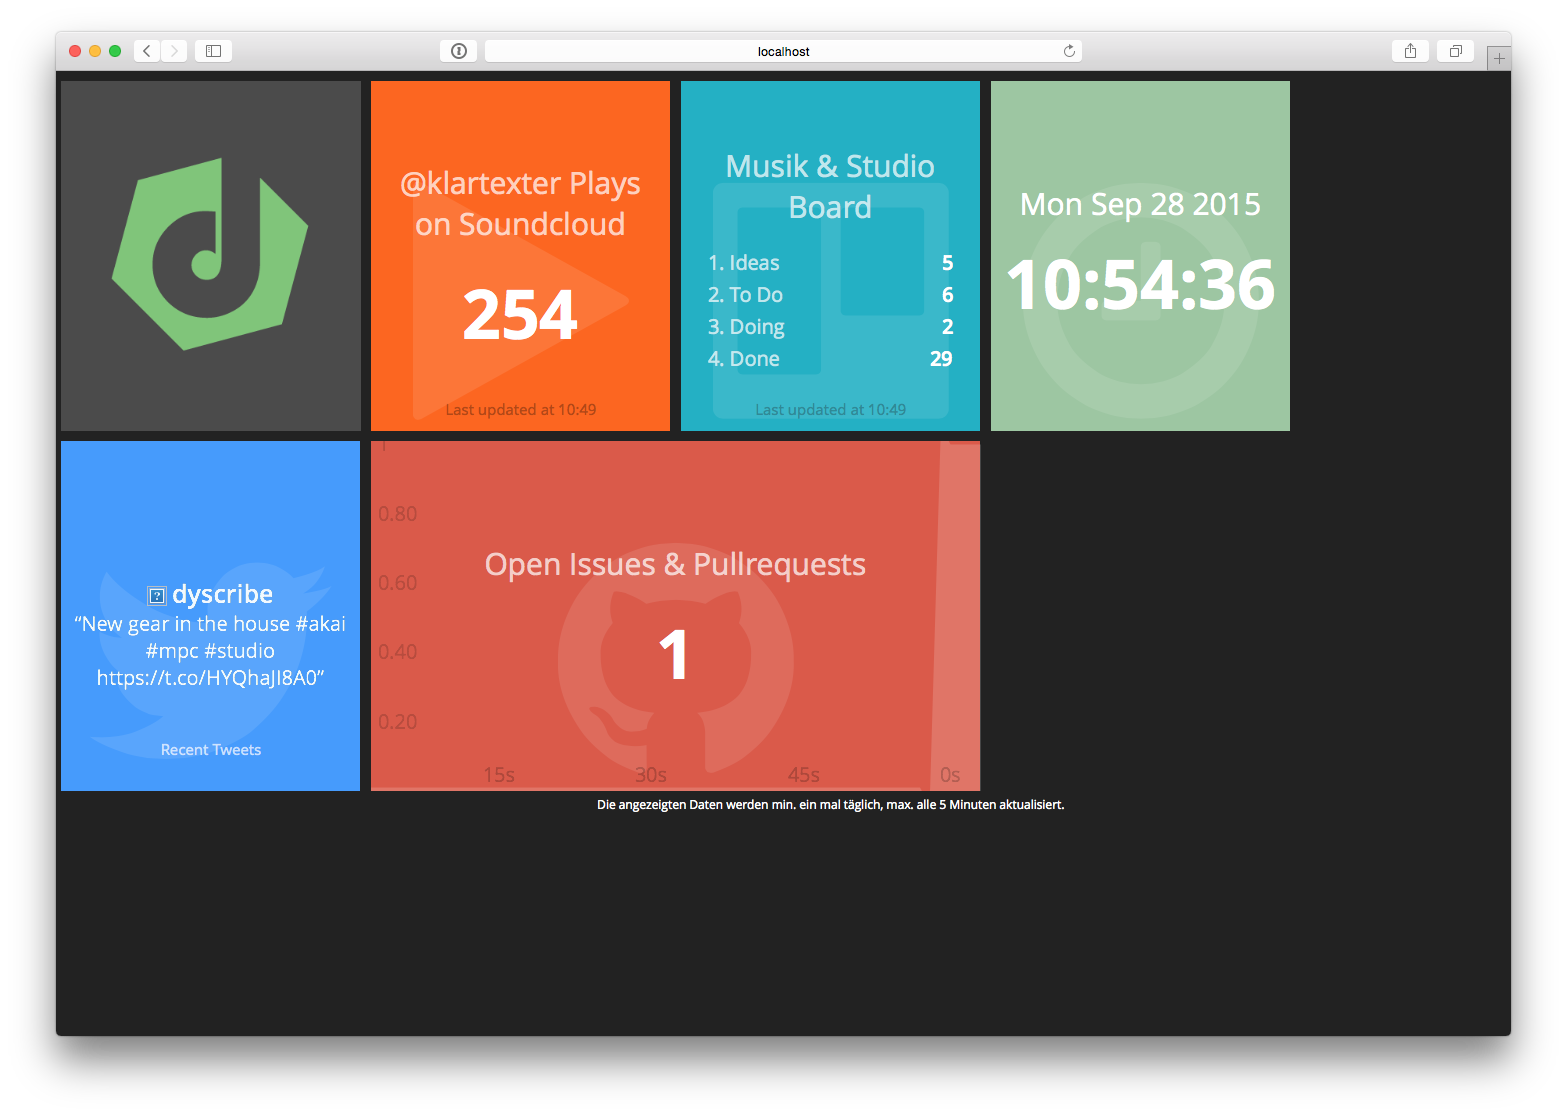 localhost
@klartexter Plays
on Soundcloud
254
Last updated at 10:49
Musik & Studio
Board
1. Ideas 5
2. To Do 6
3. Doing 2
4. Done 29
Last updated at 10:49
Mon Sep 28 2015
10:54:36
dyscribe
“New gear in the house #akai
#mpc #studio
https://t.co/HYQhaJI8A0”
Recent Tweets
0.80
Open Issues & Pullrequests
0.60
1
0.40
0.20
15s 30s 45s 0s
Die angezeigten Daten werden min. ein mal täglich, max. alle 5 Minuten aktualisiert.